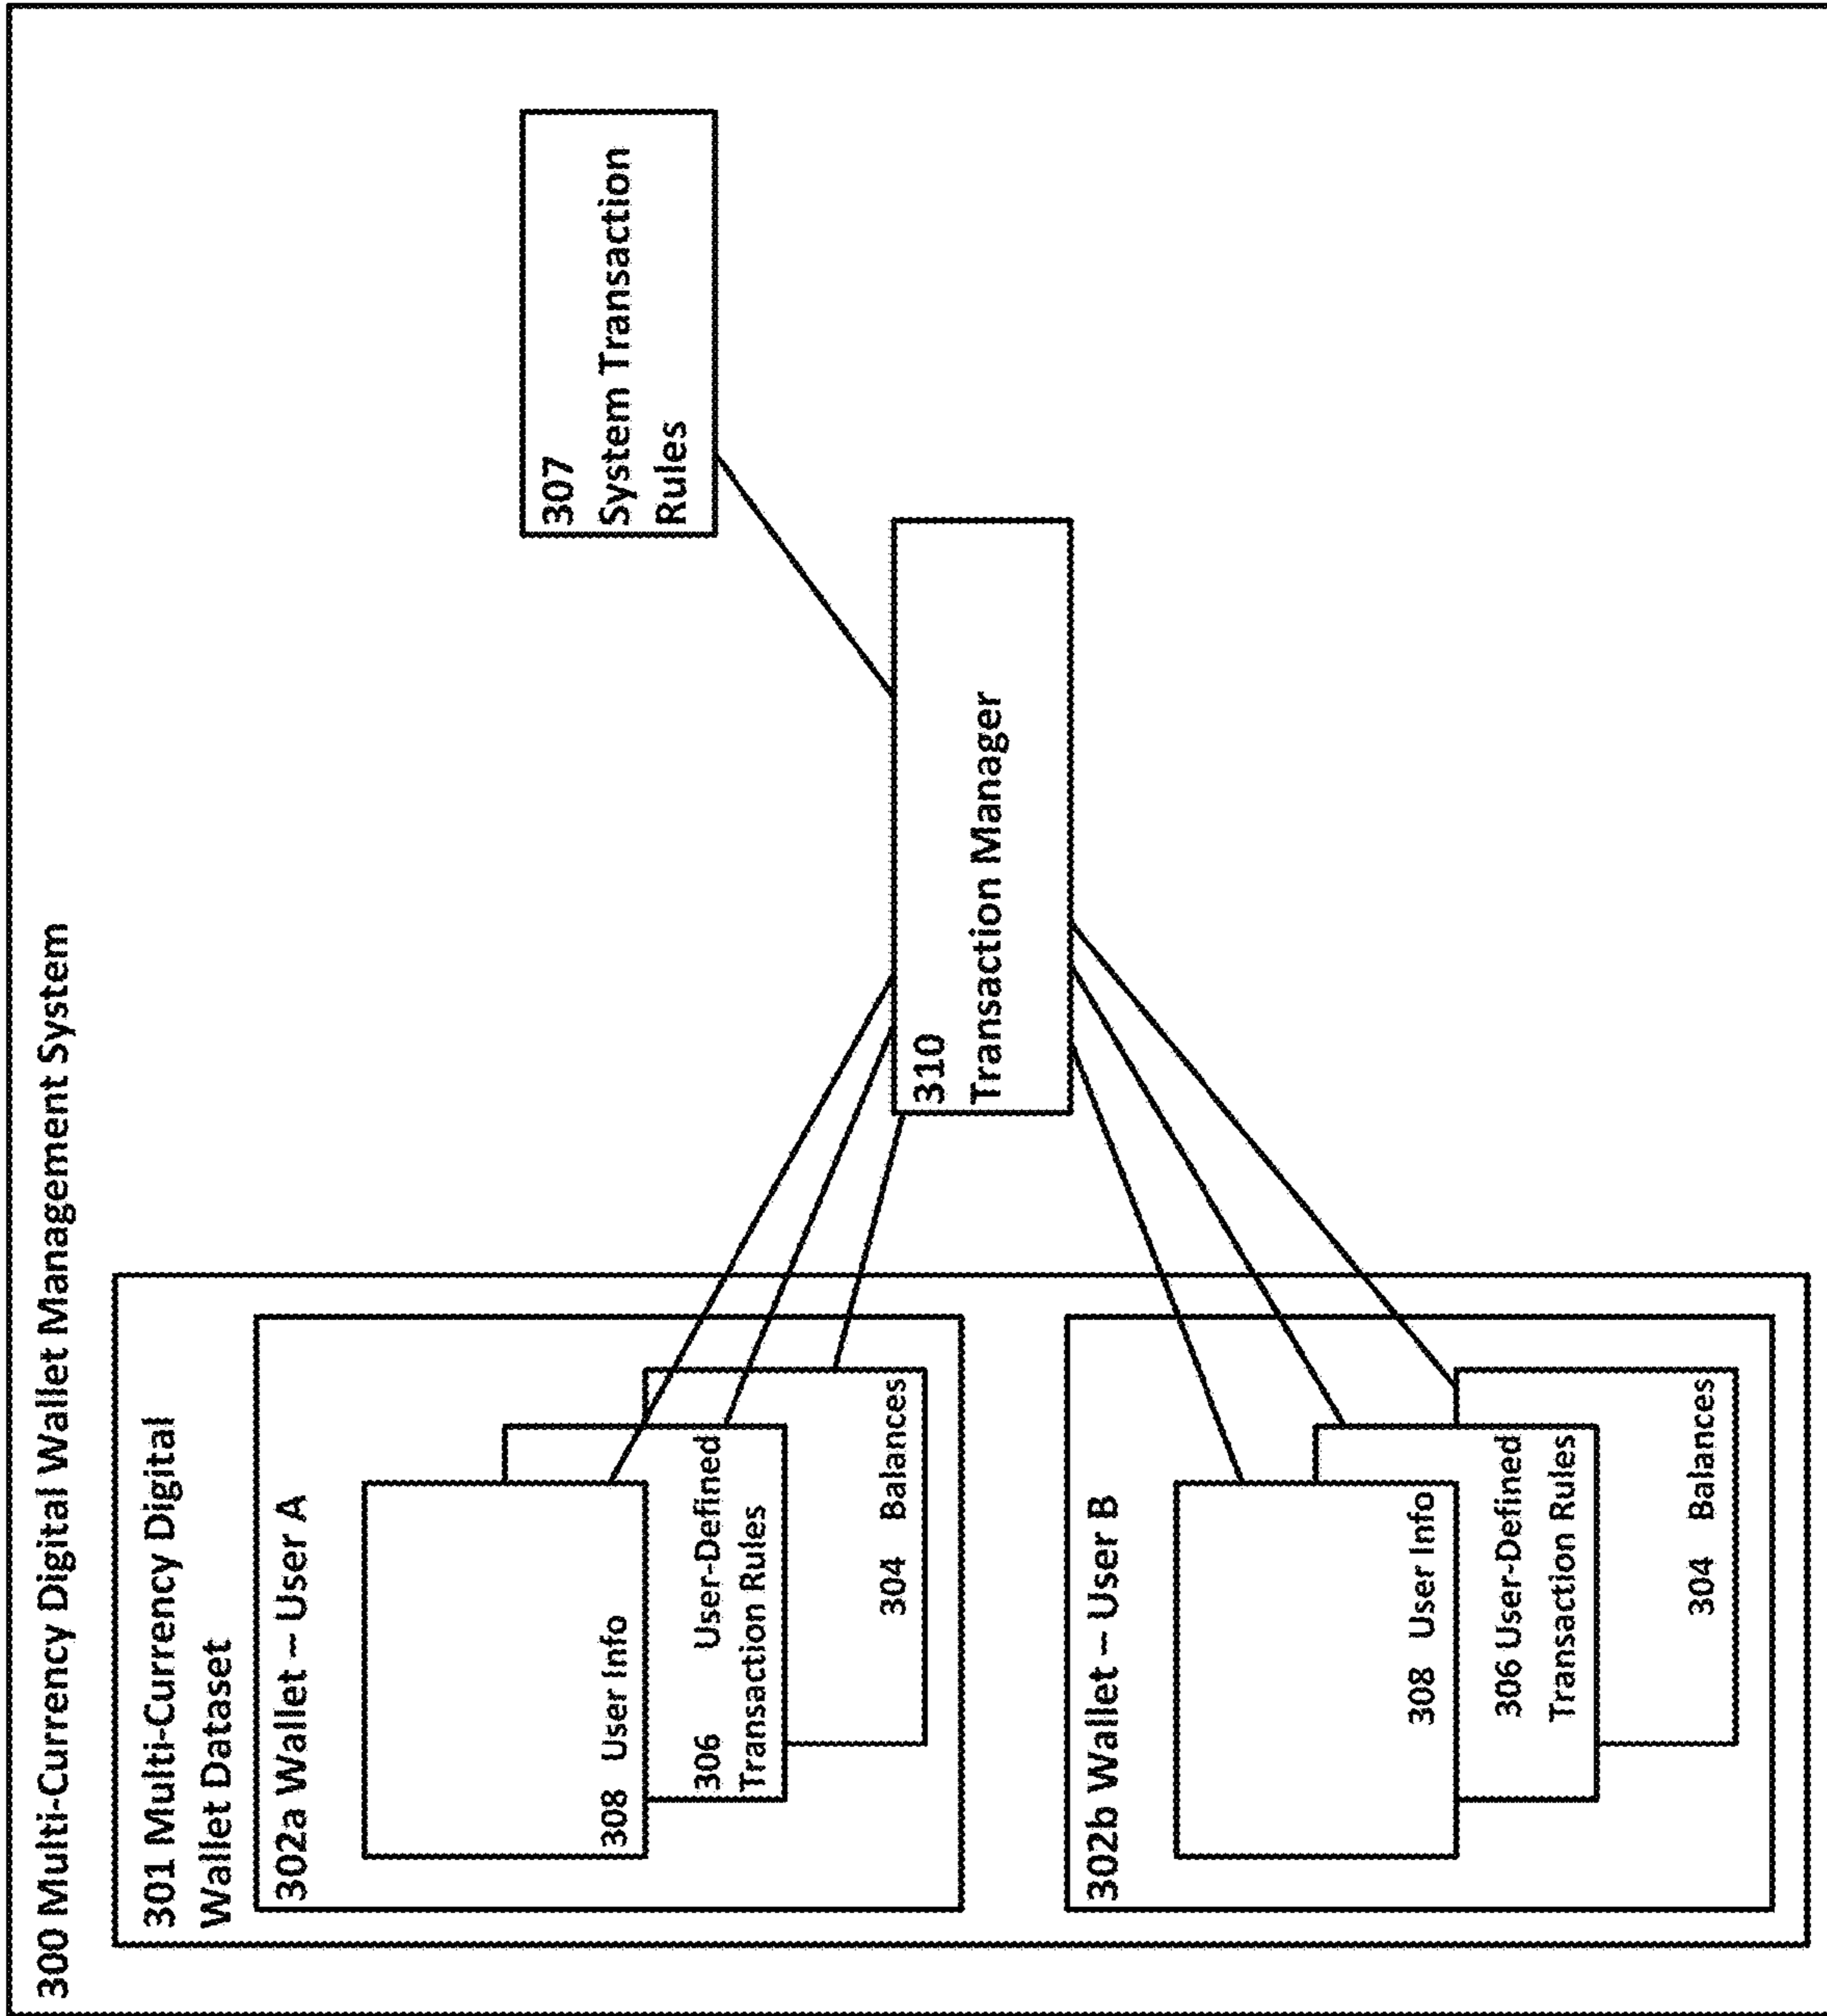 300 Multi-Currency Digital Wallet Management System
301 Multi-Currency Digital
Wallet Dataset
302a Wallet – User A
308 User Info
306 User-Defined
Transaction Rules
304 Balances
302b Wallet – User B
308 User Info
306 User-Defined
Transaction Rules
304 Balances
310
Transaction Manager
307
System Transaction
Rules